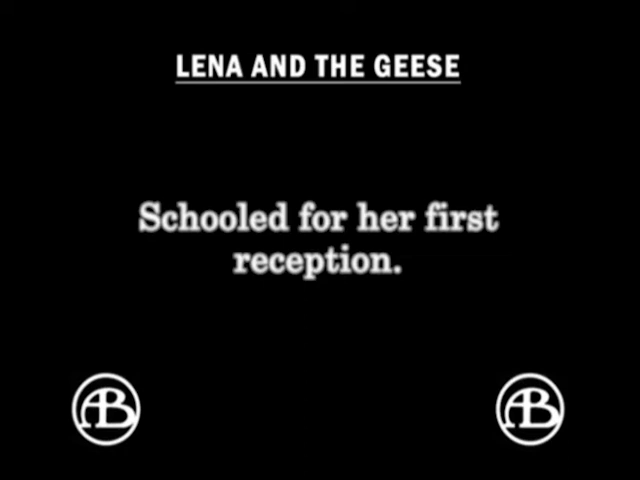 LENA AND THE GEESE
Schooled for her first
reception.
AB AB